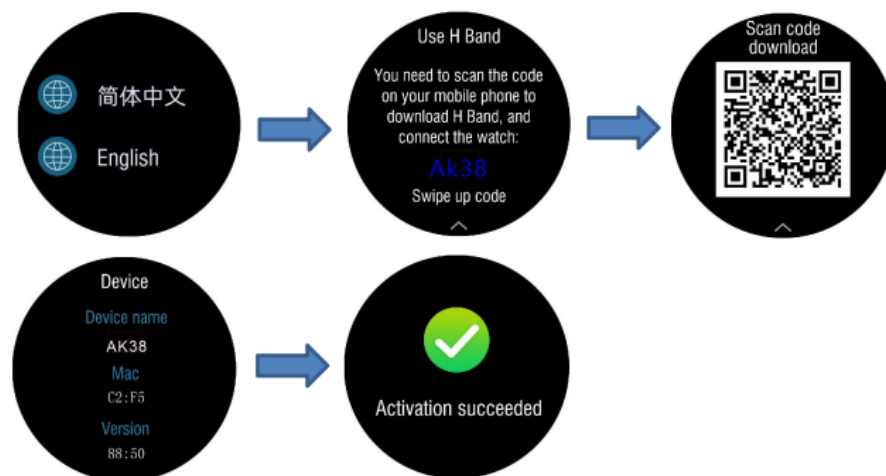 简体中文
English
Use H Band
You need to scan the code
on your mobile phone to
download H Band, and
connect the watch:
Ak38
Swipe up code
Scan code
download
Device
Device name
AK38
Mac
C2:F5
Version
88:50
Activation succeeded